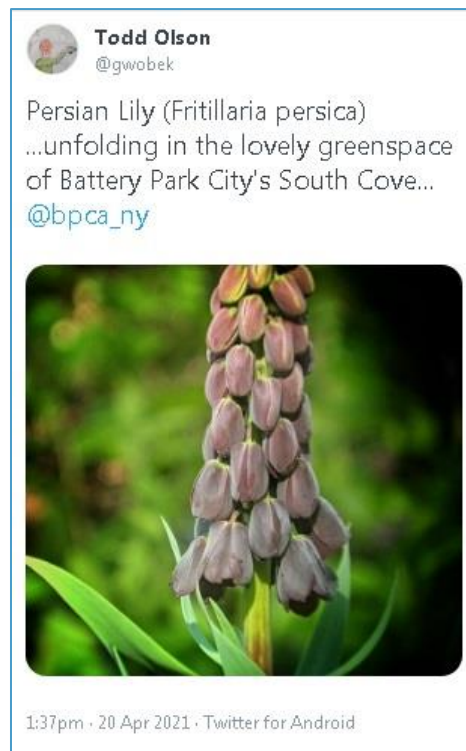 Todd Olson
@gwobek
Persian Lily (Fritillaria persica)
...unfolding in the lovely greenspace
of Battery Park City's South Cove...
@bpca_ny
1:37pm · 20 Apr 2021 · Twitter for Android